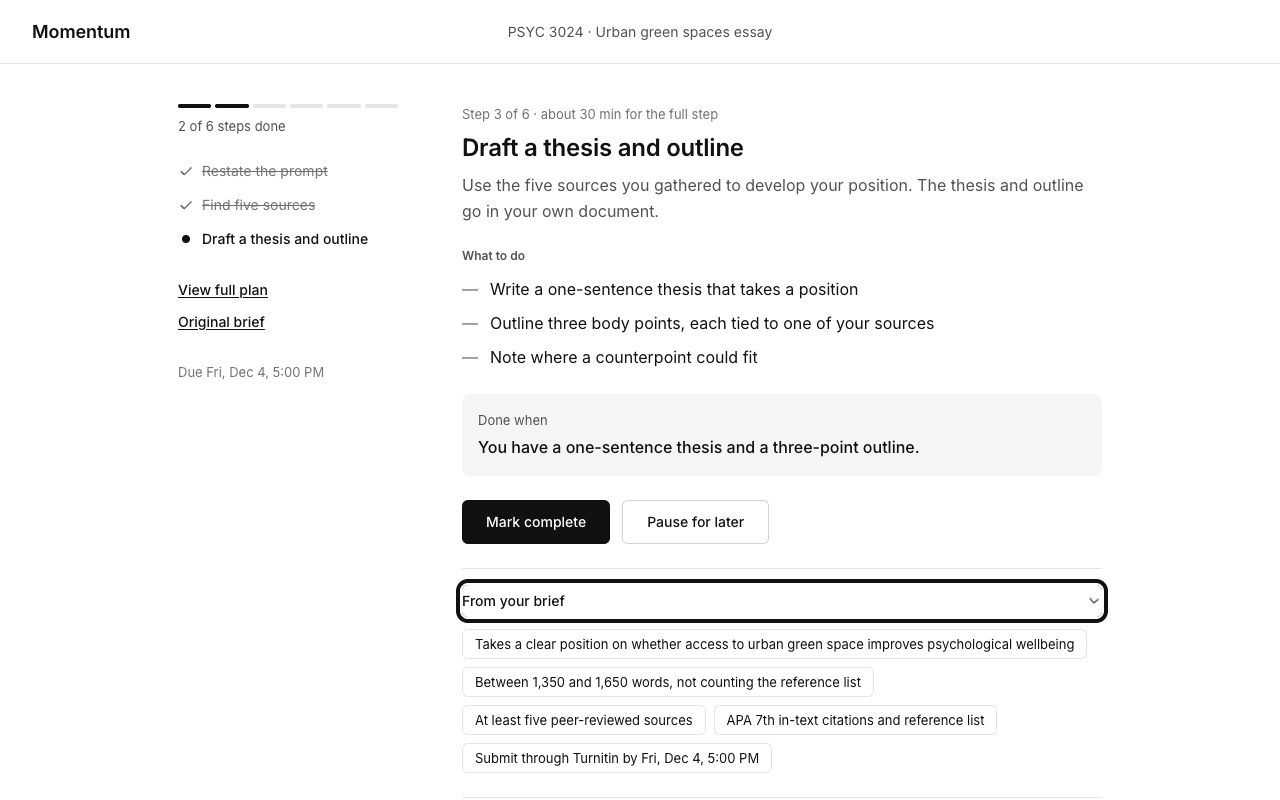 Momentum
PSYC 3024 · Urban green spaces essay
2 of 6 steps done
Restate the prompt
Find five sources
Draft a thesis and outline
View full plan
Original brief
Due Fri, Dec 4, 5:00 PM
Step 3 of 6 · about 30 min for the full step
Draft a thesis and outline
Use the five sources you gathered to develop your position. The thesis and outline
go in your own document.
What to do
— Write a one-sentence thesis that takes a position
— Outline three body points, each tied to one of your sources
— Note where a counterpoint could fit
Done when
You have a one-sentence thesis and a three-point outline.
Mark complete
Pause for later
From your brief
Takes a clear position on whether access to urban green space improves psychological wellbeing
Between 1,350 and 1,650 words, not counting the reference list
At least five peer-reviewed sources
APA 7th in-text citations and reference list
Submit through Turnitin by Fri, Dec 4, 5:00 PM